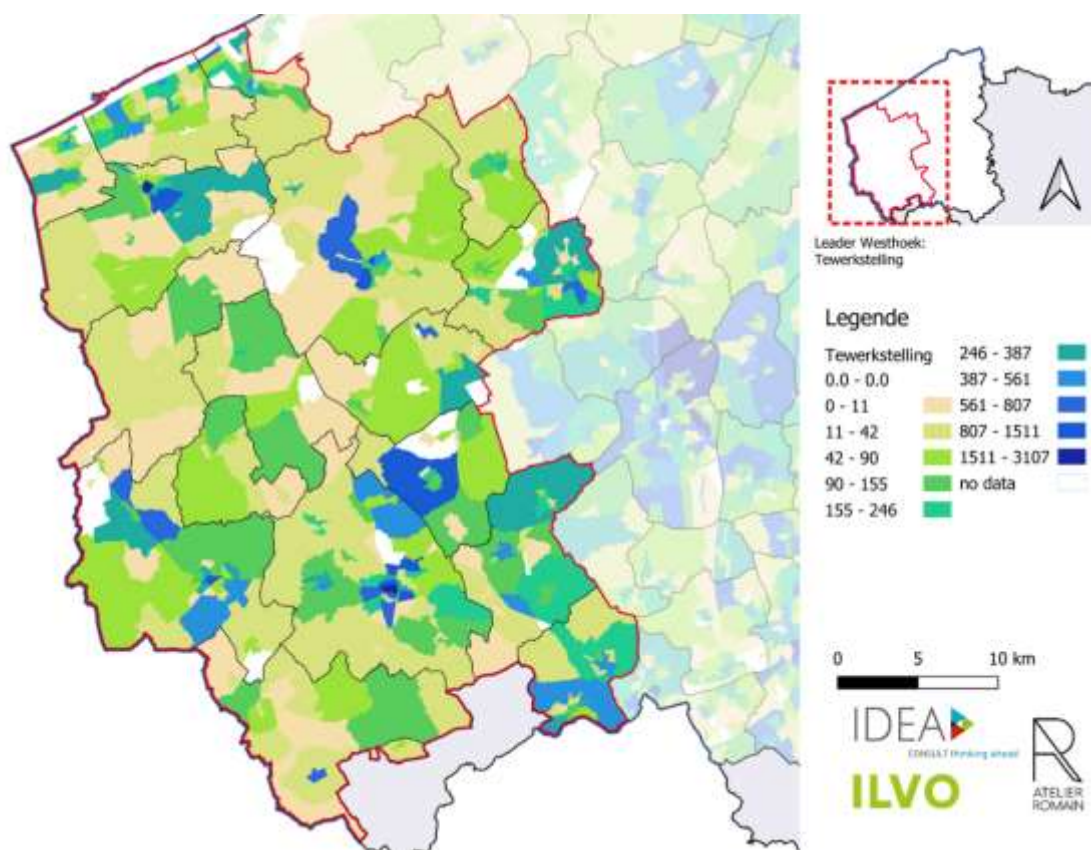 Leader Westhoek:
Tewerkstelling
Legende
Tewerkstelling
0.0 - 0.0
0 - 11
11 - 42
42 - 90
90 - 155
155 - 246
246 - 387
387 - 561
561 - 807
807 - 1511
1511 - 3107
no data
0 5 10 km
IDEA
CONSULT thinking ahead
ILVO
R
ATELIER
ROMAIN